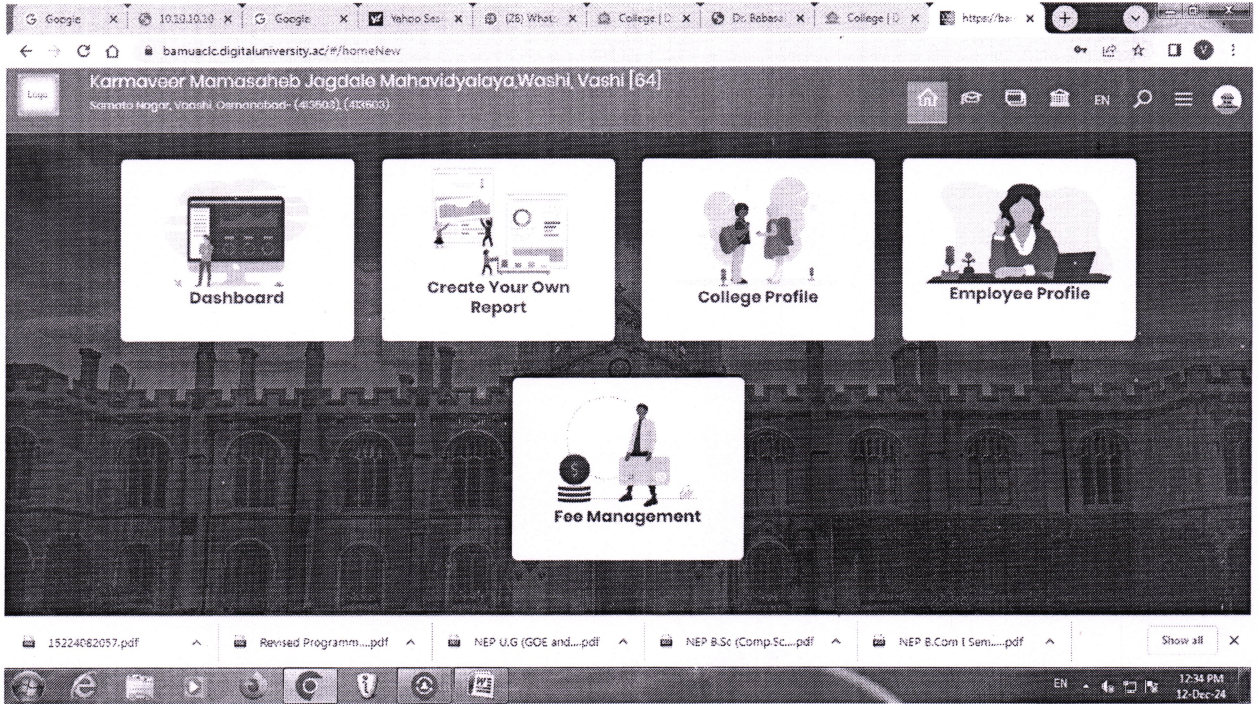 Google
10.10.10.10
Google
Yahoo Sea
(26) What
College | D
Dr. Babasa
College | D
https://ba
bamuaclc.digitaluniversity.ac/#/homeNew
V
Logo
Karmaveer Mamasaheb Jagdale Mahavidyalaya,Washi, Vashi [64]
Samata Nagar, Vaashi, Osmanabad- (413503), (413503)
EN
Dashboard
Create Your Own
Report
College Profile
Employee Profile
Fee Management
15224082057.pdf
Revised Programm....pdf
NEP U.G (GOE and....pdf
NEP B.Sc (Comp.Sc....pdf
NEP B.Com I Sem.....pdf
Show all
EN
12:34 PM
12-Dec-24